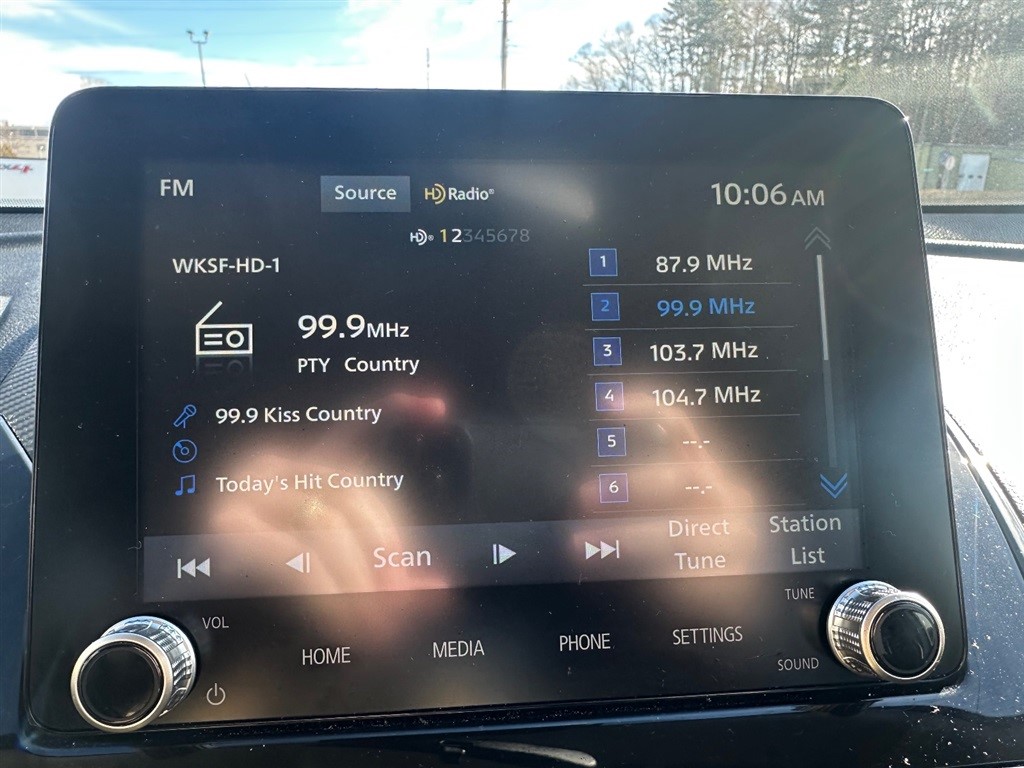 FM
Source
HD Radio®
10:06 AM
HD® 12345678
WKSF-HD-1
99.9 MHz
PTY Country
99.9 Kiss Country
Today's Hit Country
1 87.9 MHz
2 99.9 MHz
3 103.7 MHz
4 104.7 MHz
5 --.-
6 --.-
Scan
Direct
Tune
Station
List
VOL
HOME
MEDIA
PHONE
SETTINGS
TUNE
SOUND